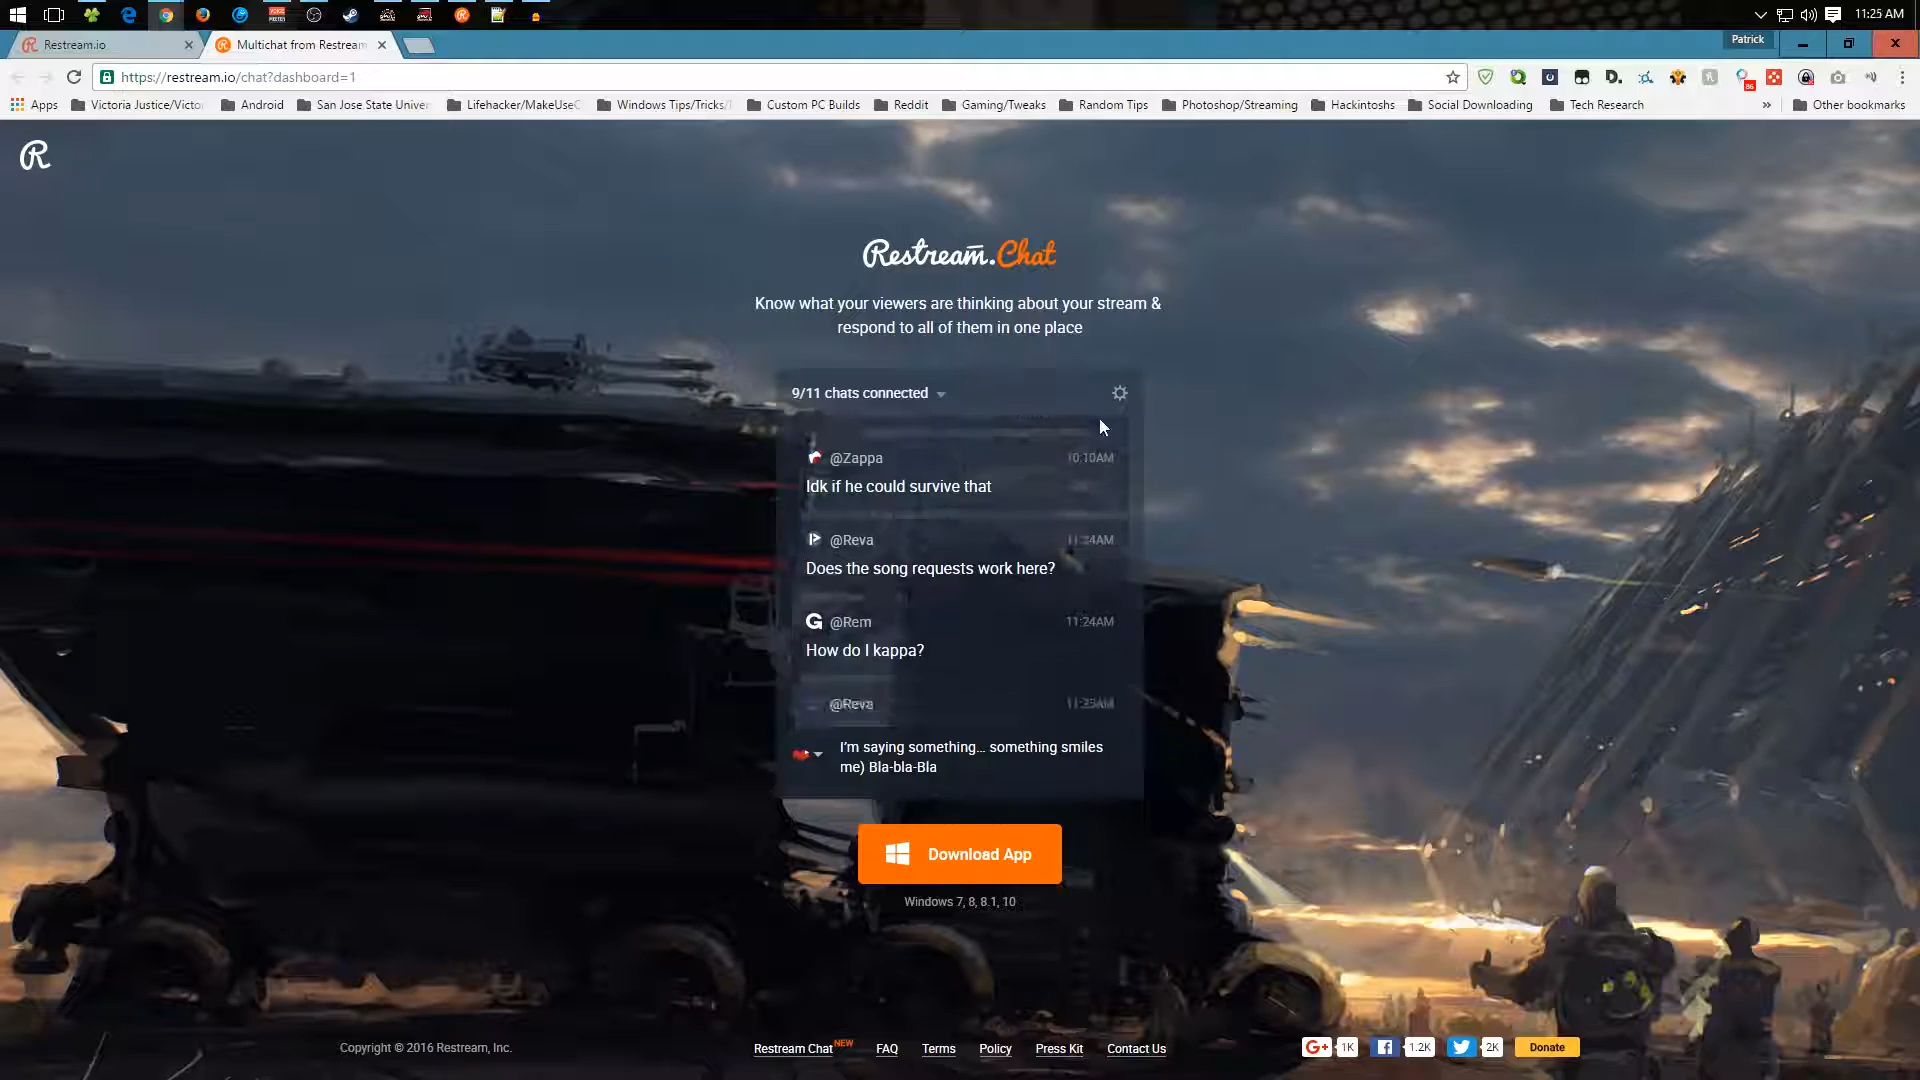 11:25 AM
Restream.io
Multichat from Restream
Patrick
https://restream.io/chat?dashboard=1
86
Apps
Victoria Justice/Victor
Android
San Jose State Univer
Lifehacker/MakeUseO
Windows Tips/Tricks/
Custom PC Builds
Reddit
Gaming/Tweaks
Random Tips
Photoshop/Streaming
Hackintoshs
Social Downloading
Tech Research
»
Other bookmarks
R
Restream.Chat
Know what your viewers are thinking about your stream &
respond to all of them in one place
9/11 chats connected
@Zappa
10:10AM
Idk if he could survive that
@Reva
Does the song requests work here?
@Rem
11:24AM
How do I kappa?
@Reva
I'm saying something... something smiles
me) Bla-bla-Bla
Download App
Windows 7, 8, 8.1, 10
Copyright © 2016 Restream, Inc.
Restream Chat NEW
FAQ
Terms
Policy
Press Kit
Contact Us
G+ 1K
1.2K
2K
Donate